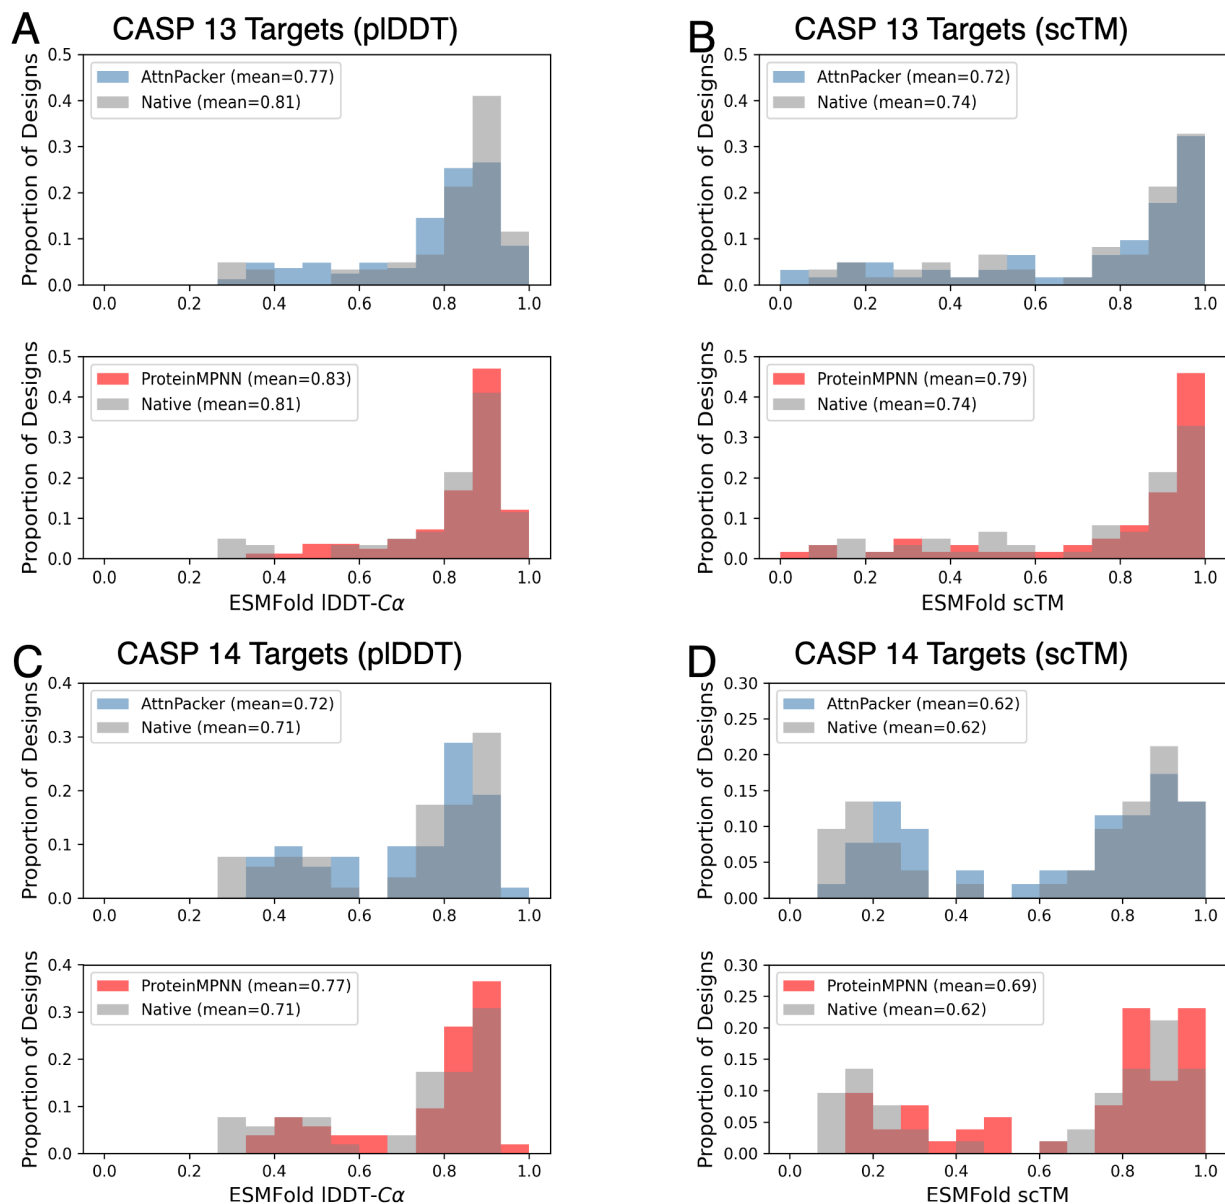 A
CASP 13 Targets (plDDT)
Proportion of Designs
0.5
0.4
0.3
0.2
0.1
0.0
AttnPacker (mean=0.77)
Native (mean=0.81)
0.0 0.2 0.4 0.6 0.8 1.0
Proportion of Designs
0.5
0.4
0.3
0.2
0.1
0.0
ProteinMPNN (mean=0.83)
Native (mean=0.81)
0.0 0.2 0.4 0.6 0.8 1.0
ESMFold lDDT-Cα
B
CASP 13 Targets (scTM)
Proportion of Designs
0.5
0.4
0.3
0.2
0.1
0.0
AttnPacker (mean=0.72)
Native (mean=0.74)
0.0 0.2 0.4 0.6 0.8 1.0
Proportion of Designs
0.5
0.4
0.3
0.2
0.1
0.0
ProteinMPNN (mean=0.79)
Native (mean=0.74)
0.0 0.2 0.4 0.6 0.8 1.0
ESMFold scTM
C
CASP 14 Targets (plDDT)
Proportion of Designs
0.4
0.3
0.2
0.1
0.0
AttnPacker (mean=0.72)
Native (mean=0.71)
0.0 0.2 0.4 0.6 0.8 1.0
Proportion of Designs
0.4
0.3
0.2
0.1
0.0
ProteinMPNN (mean=0.77)
Native (mean=0.71)
0.0 0.2 0.4 0.6 0.8 1.0
ESMFold lDDT-Cα
D
CASP 14 Targets (scTM)
Proportion of Designs
0.30
0.25
0.20
0.15
0.10
0.05
0.00
AttnPacker (mean=0.62)
Native (mean=0.62)
0.0 0.2 0.4 0.6 0.8 1.0
Proportion of Designs
0.30
0.25
0.20
0.15
0.10
0.05
0.00
ProteinMPNN (mean=0.69)
Native (mean=0.62)
0.0 0.2 0.4 0.6 0.8 1.0
ESMFold scTM